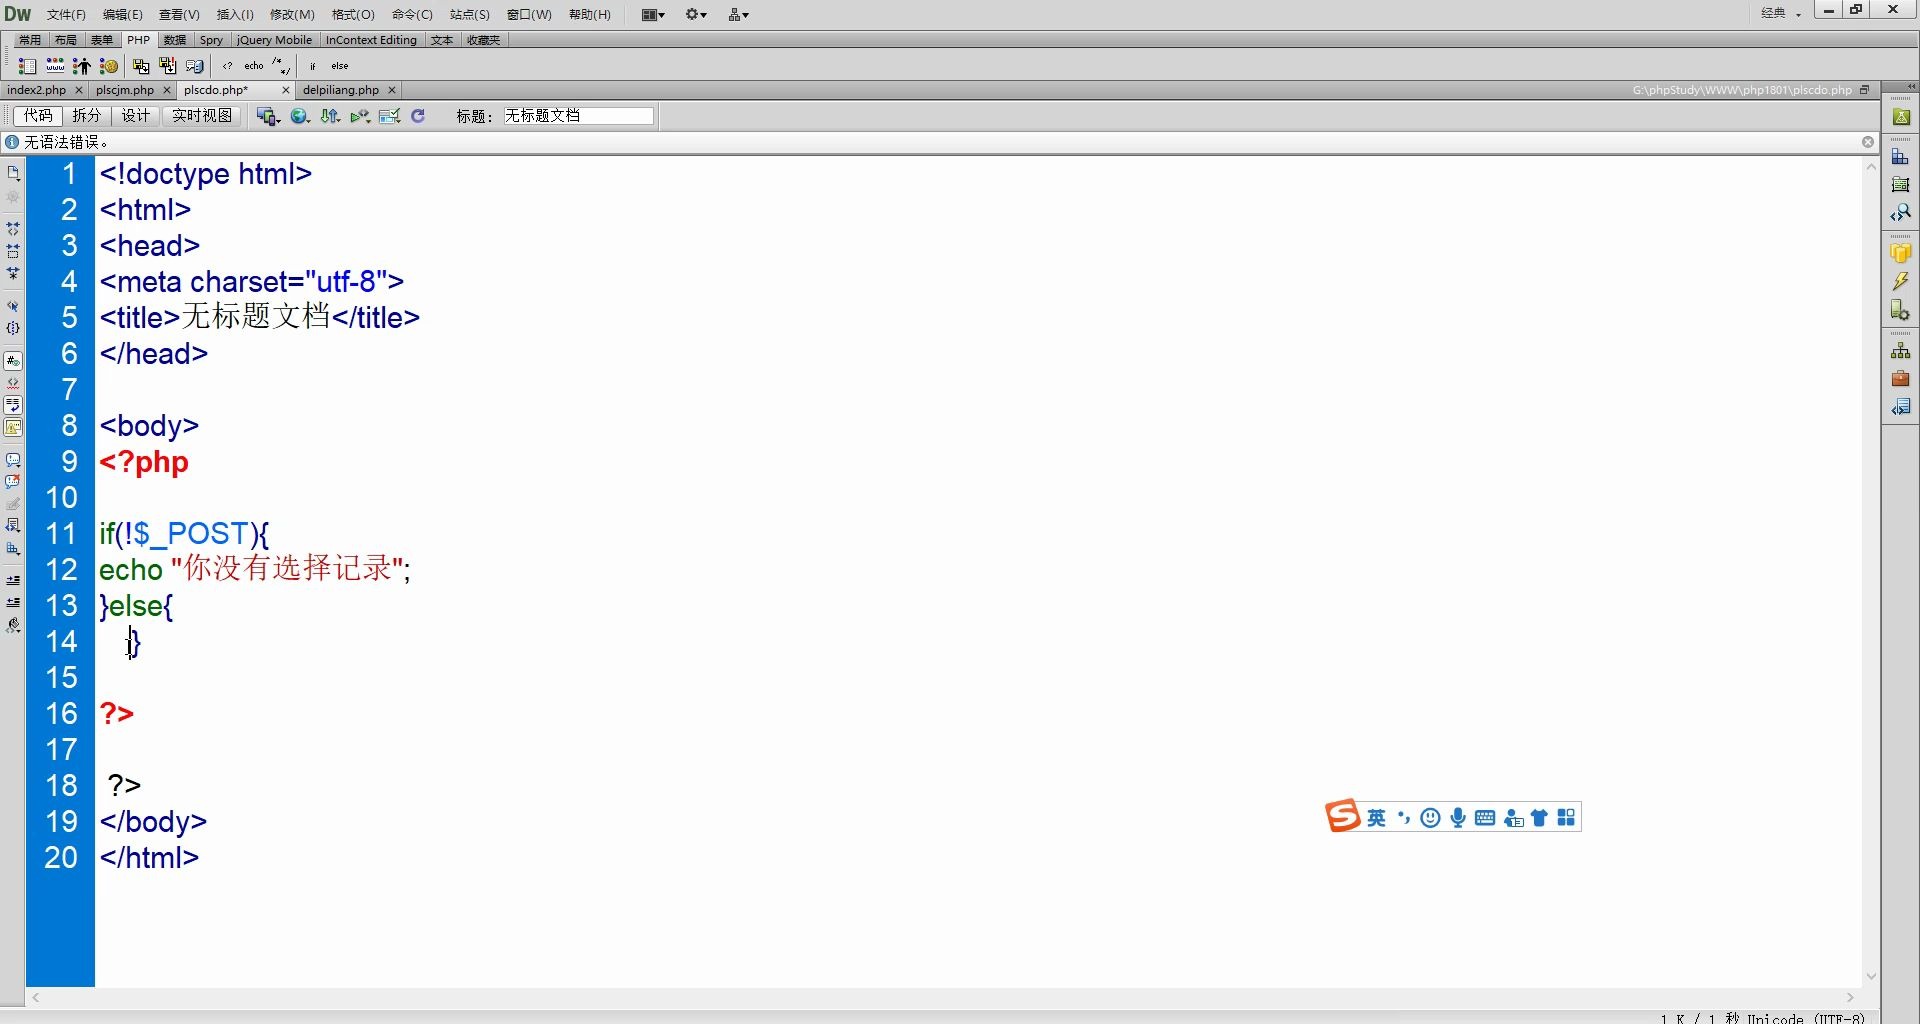 Dw 文件(F) 编辑(E) 查看(V) 插入(I) 修改(M) 格式(O) 命令(C) 站点(S) 窗口(W) 帮助(H) 经典
常用 布局 表单 PHP 数据 Spry jQuery Mobile InContext Editing 文本 收藏夹
<? echo /* */ if else
index2.php × plscjm.php × plscdo.php* × delpiliang.php × G:\phpStudy\WWW\php1801\plscdo.php
代码 拆分 设计 实时视图 标题: 无标题文档
无语法错误。
1 <!doctype html>
2 <html>
3 <head>
4 <meta charset="utf-8">
5 <title>无标题文档</title>
6 </head>
7
8 <body>
9 <?php
10
11 if(!$_POST){
12 echo "你没有选择记录";
13 }else{
14 }
15
16 ?>
17
18 ?>
19 </body>
20 </html>
S 英
1 K / 1 秒 Unicode (UTF-8)